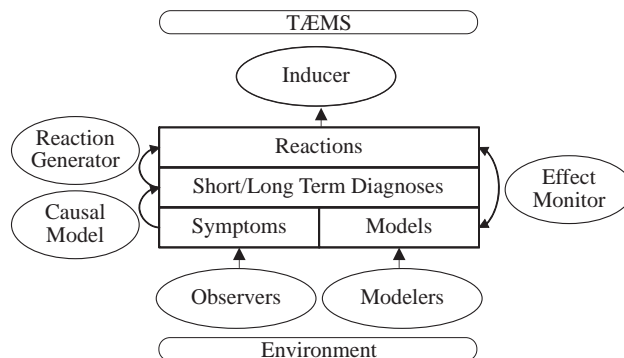 TÆMS
Inducer
Reaction
Generator
Reactions
Short/Long Term Diagnoses
Effect
Monitor
Causal
Model
Symptoms
Models
Observers
Modelers
Environment